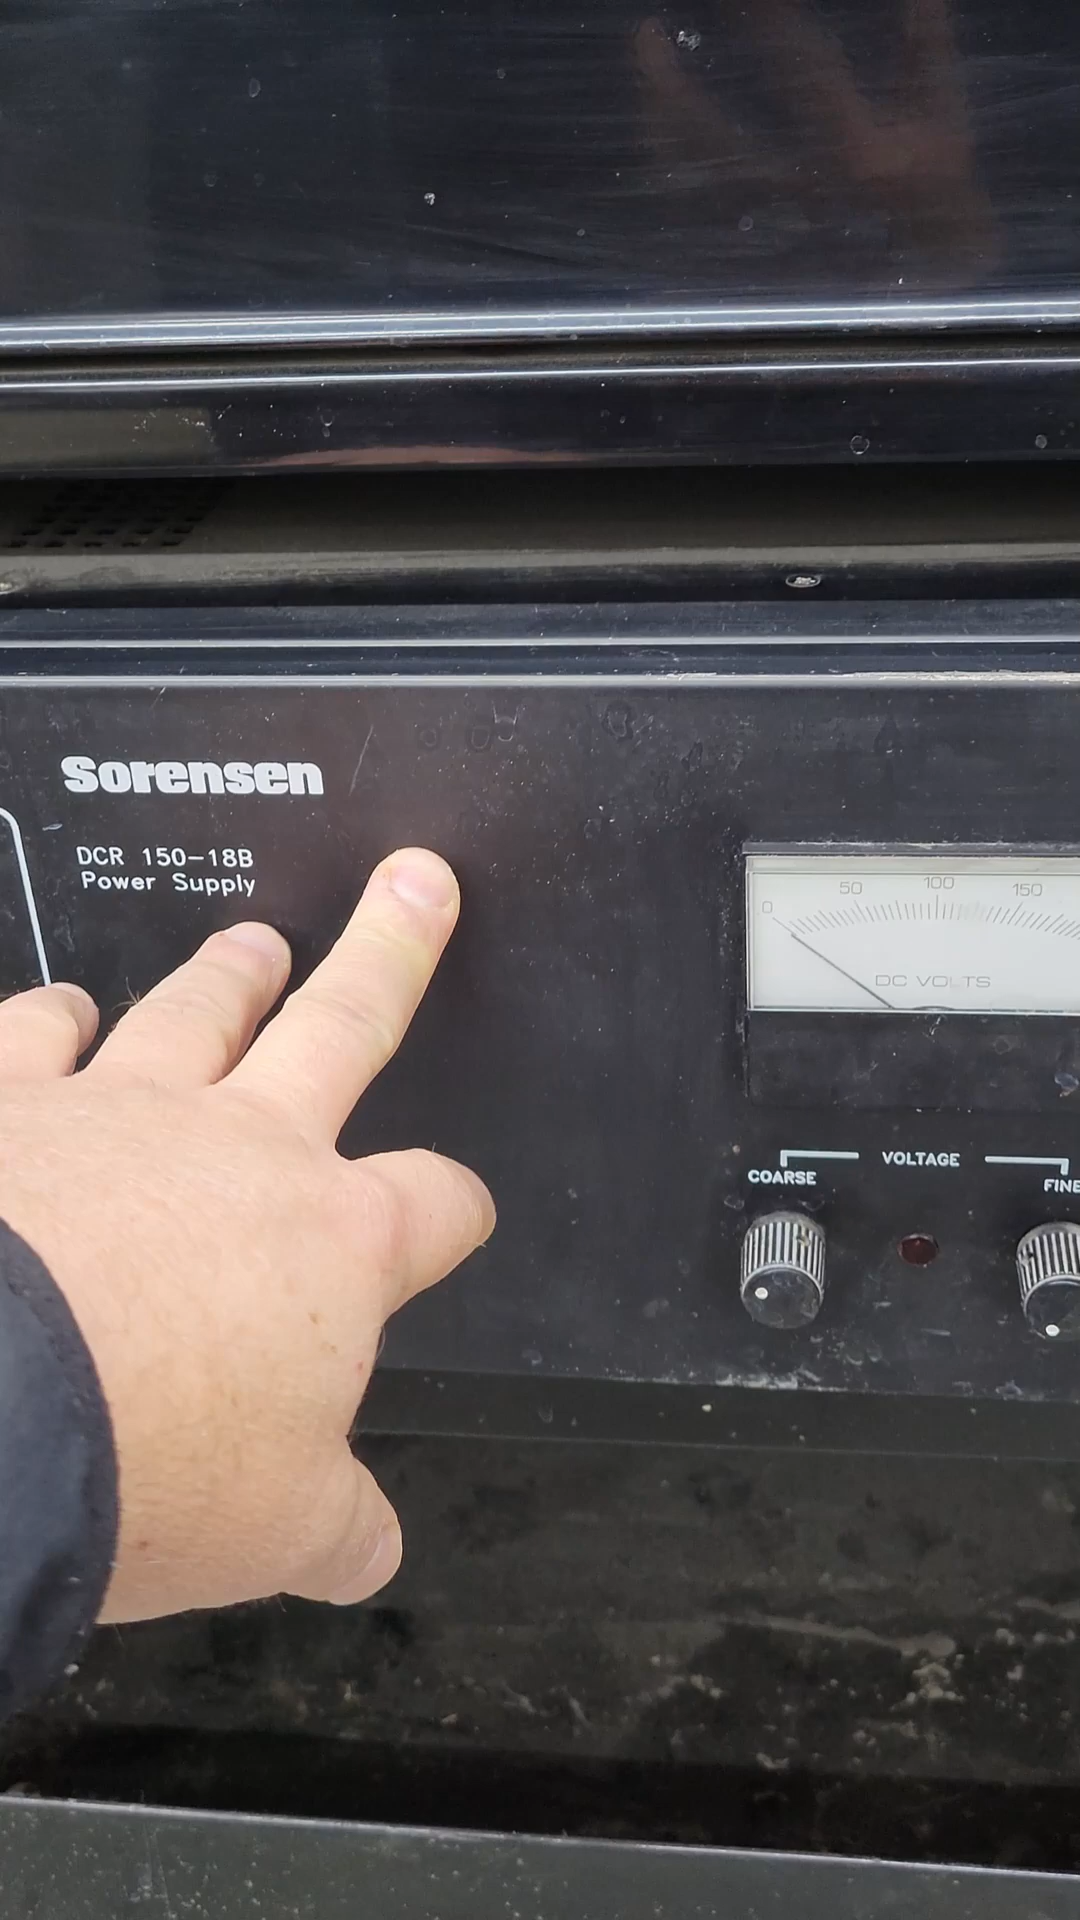 Sorensen
DCR 150-18B
Power Supply
0 50 100 150
DC VOLTS
VOLTAGE
COARSE
FINE